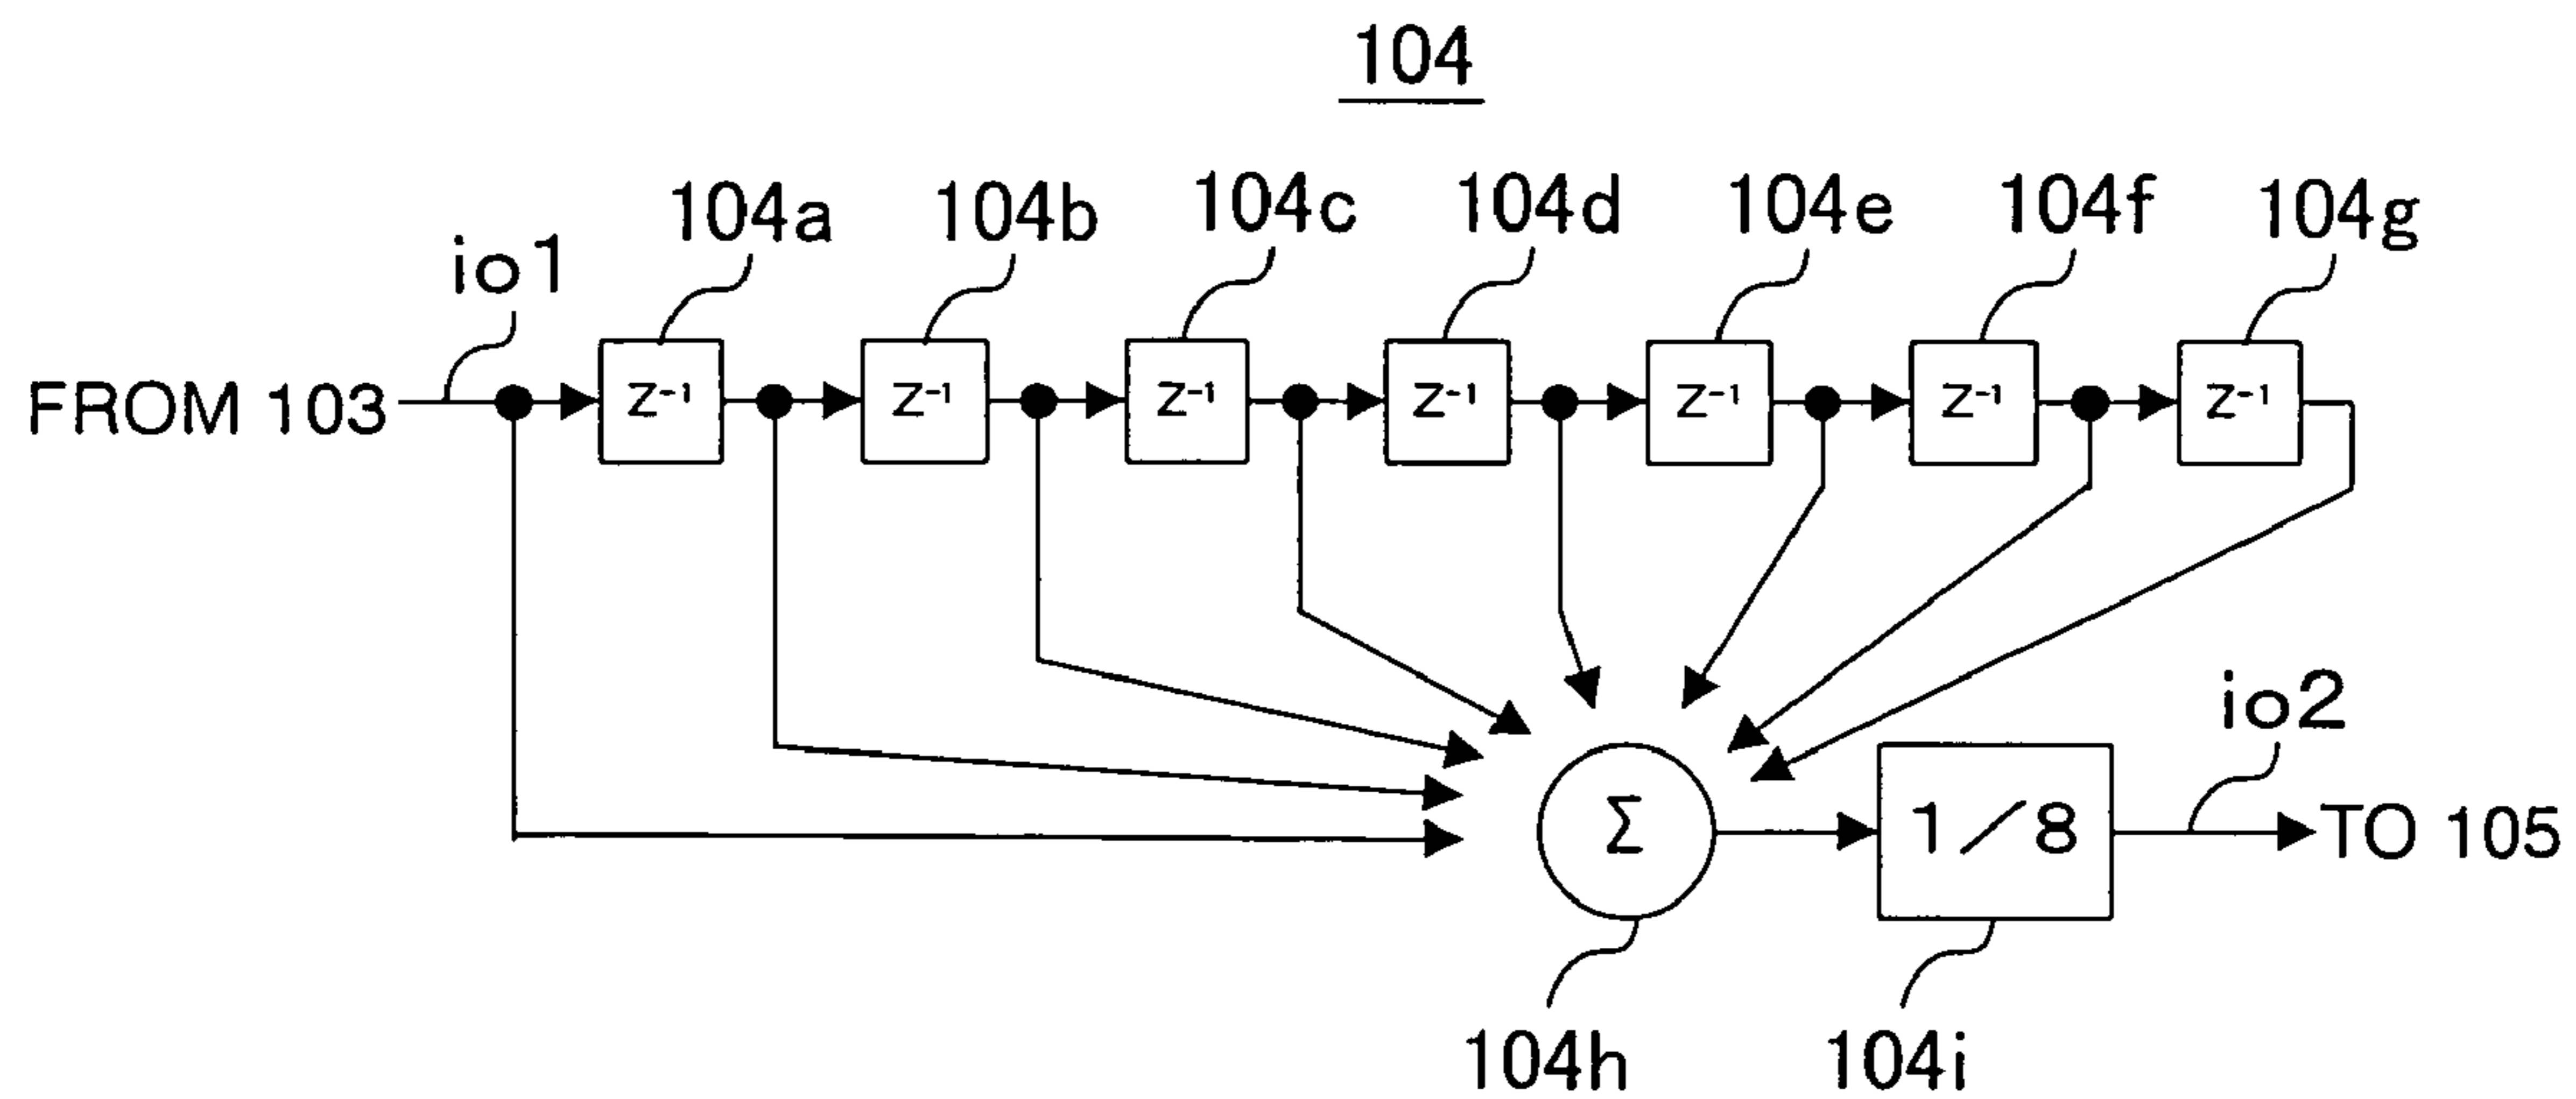 104
104a 104b 104c 104d 104e 104f 104g
io1
FROM 103 Z⁻¹ Z⁻¹ Z⁻¹ Z⁻¹ Z⁻¹ Z⁻¹ Z⁻¹
io2
Σ 1/8 TO 105
104h 104i